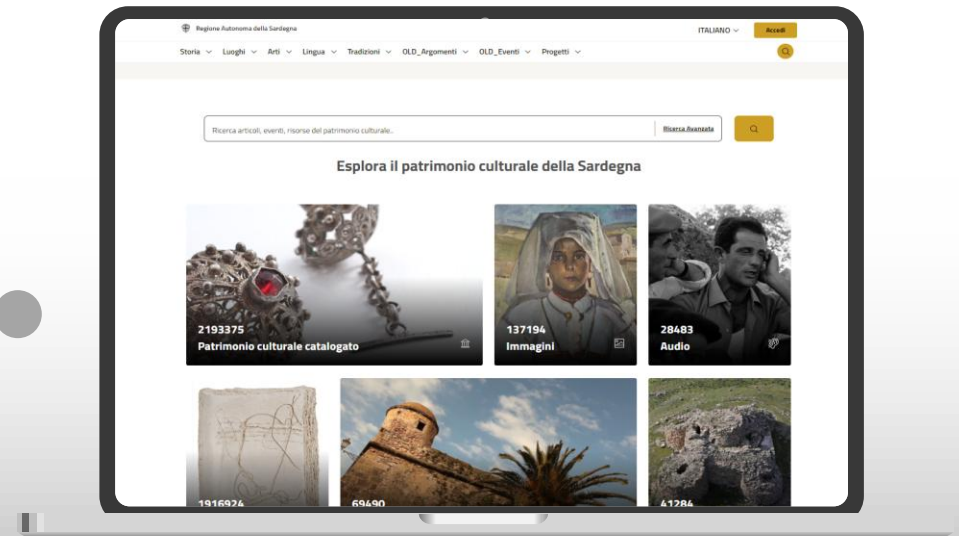 Regione Autonoma della Sardegna
ITALIANO
Accedi
Storia Luoghi Arti Lingua Tradizioni OLD_Argomenti OLD_Eventi Progetti
Ricerca articoli, eventi, risorse del patrimonio culturale..
Ricerca Avanzata
Esplora il patrimonio culturale della Sardegna
2193375
Patrimonio culturale catalogato
137194
Immagini
28483
Audio
1916924
69490
41284